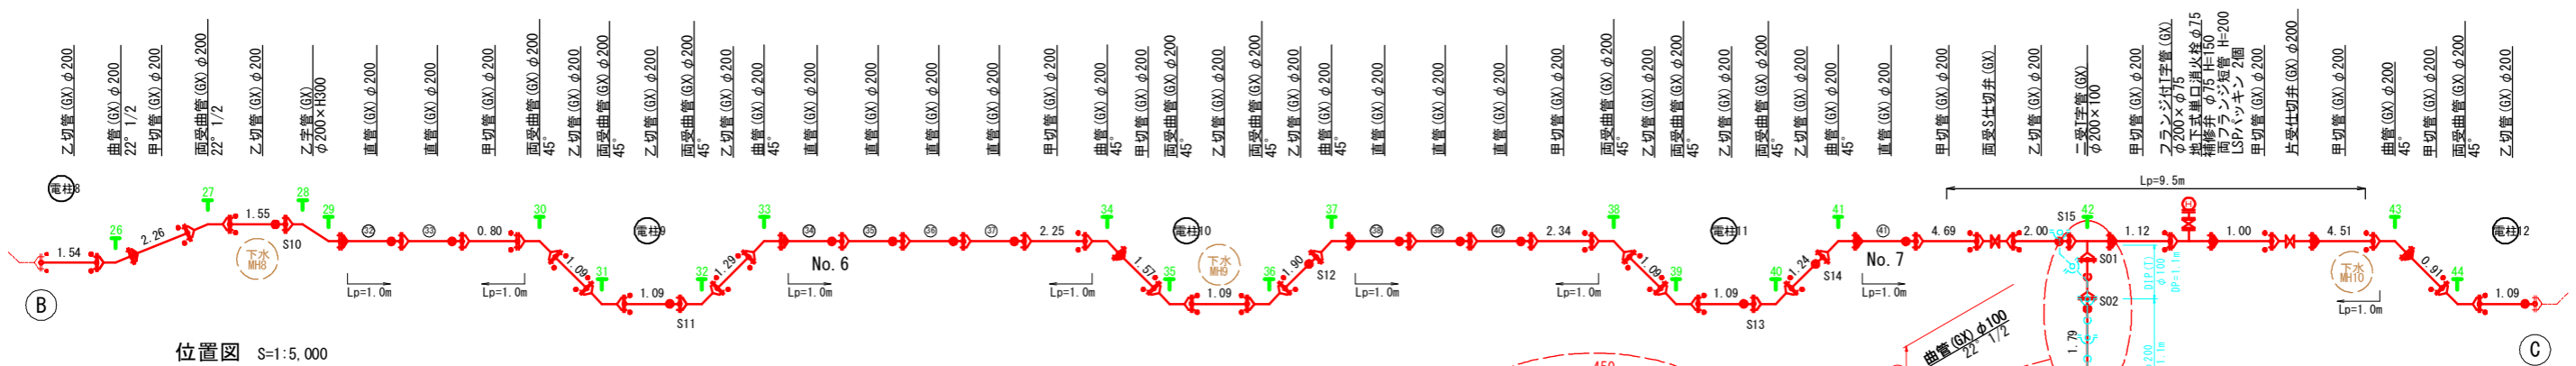 乙切管(GX)φ200
曲管(GX)φ200
22° 1/2
甲切管(GX)φ200
両受曲管(GX)φ200
22° 1/2
乙切管(GX)φ200
乙字管(GX)
φ200×H300
直管(GX)φ200
直管(GX)φ200
甲切管(GX)φ200
両受曲管(GX)φ200
45°
乙切管(GX)φ200
両受曲管(GX)φ200
45°
乙切管(GX)φ200
両受曲管(GX)φ200
45°
乙切管(GX)φ200
曲管(GX)φ200
45°
直管(GX)φ200
直管(GX)φ200
直管(GX)φ200
直管(GX)φ200
甲切管(GX)φ200
曲管(GX)φ200
45°
甲切管(GX)φ200
両受曲管(GX)φ200
45°
乙切管(GX)φ200
両受曲管(GX)φ200
45°
乙切管(GX)φ200
曲管(GX)φ200
45°
直管(GX)φ200
直管(GX)φ200
直管(GX)φ200
甲切管(GX)φ200
両受曲管(GX)φ200
45°
乙切管(GX)φ200
両受曲管(GX)φ200
45°
乙切管(GX)φ200
両受曲管(GX)φ200
45°
乙切管(GX)φ200
曲管(GX)φ200
45°
直管(GX)φ200
甲切管(GX)φ200
両受S仕切弁(GX)
乙切管(GX)φ200
二受T字管(GX)
φ200×φ100
甲切管(GX)φ200
フランジ付T字管(GX)
φ200×φ75
地下式単口消火栓φ75
補修弁 φ75 H=150
両フランジ短管 H=200
LSPパッキン 2個
甲切管(GX)φ200
片受仕切弁(GX)φ200
甲切管(GX)φ200
曲管(GX)φ200
45°
甲切管(GX)φ200
両受曲管(GX)φ200
45°
乙切管(GX)φ200
電柱8
電柱9
電柱10
電柱11
電柱12
Lp=9.5m
26
27
28
29
30
31
32
33
34
35
36
37
38
39
40
41
42
43
44
1.54
2.26
1.55
S10
㉜
㉝
0.80
1.09
1.09
S11
1.29
㉞
㉟
㊱
㊲
2.25
1.57
1.09
1.90
S12
㊳
㊴
㊵
2.34
1.09
1.09
S13
1.24
S14
㊶
4.69
2.00
S15
1.12
H
1.00
4.51
0.91
1.09
下水
MH8
下水
MH9
下水
MH10
No. 6
No. 7
Lp=1.0m
Lp=1.0m
Lp=1.0m
Lp=1.0m
Lp=1.0m
Lp=1.0m
Lp=1.0m
Lp=1.0m
B
C
S01
S02
DIP(T)
φ100
DP=1.1m
1.79
曲管(GX)φ100
22° 1/2
位置図 S=1:5,000